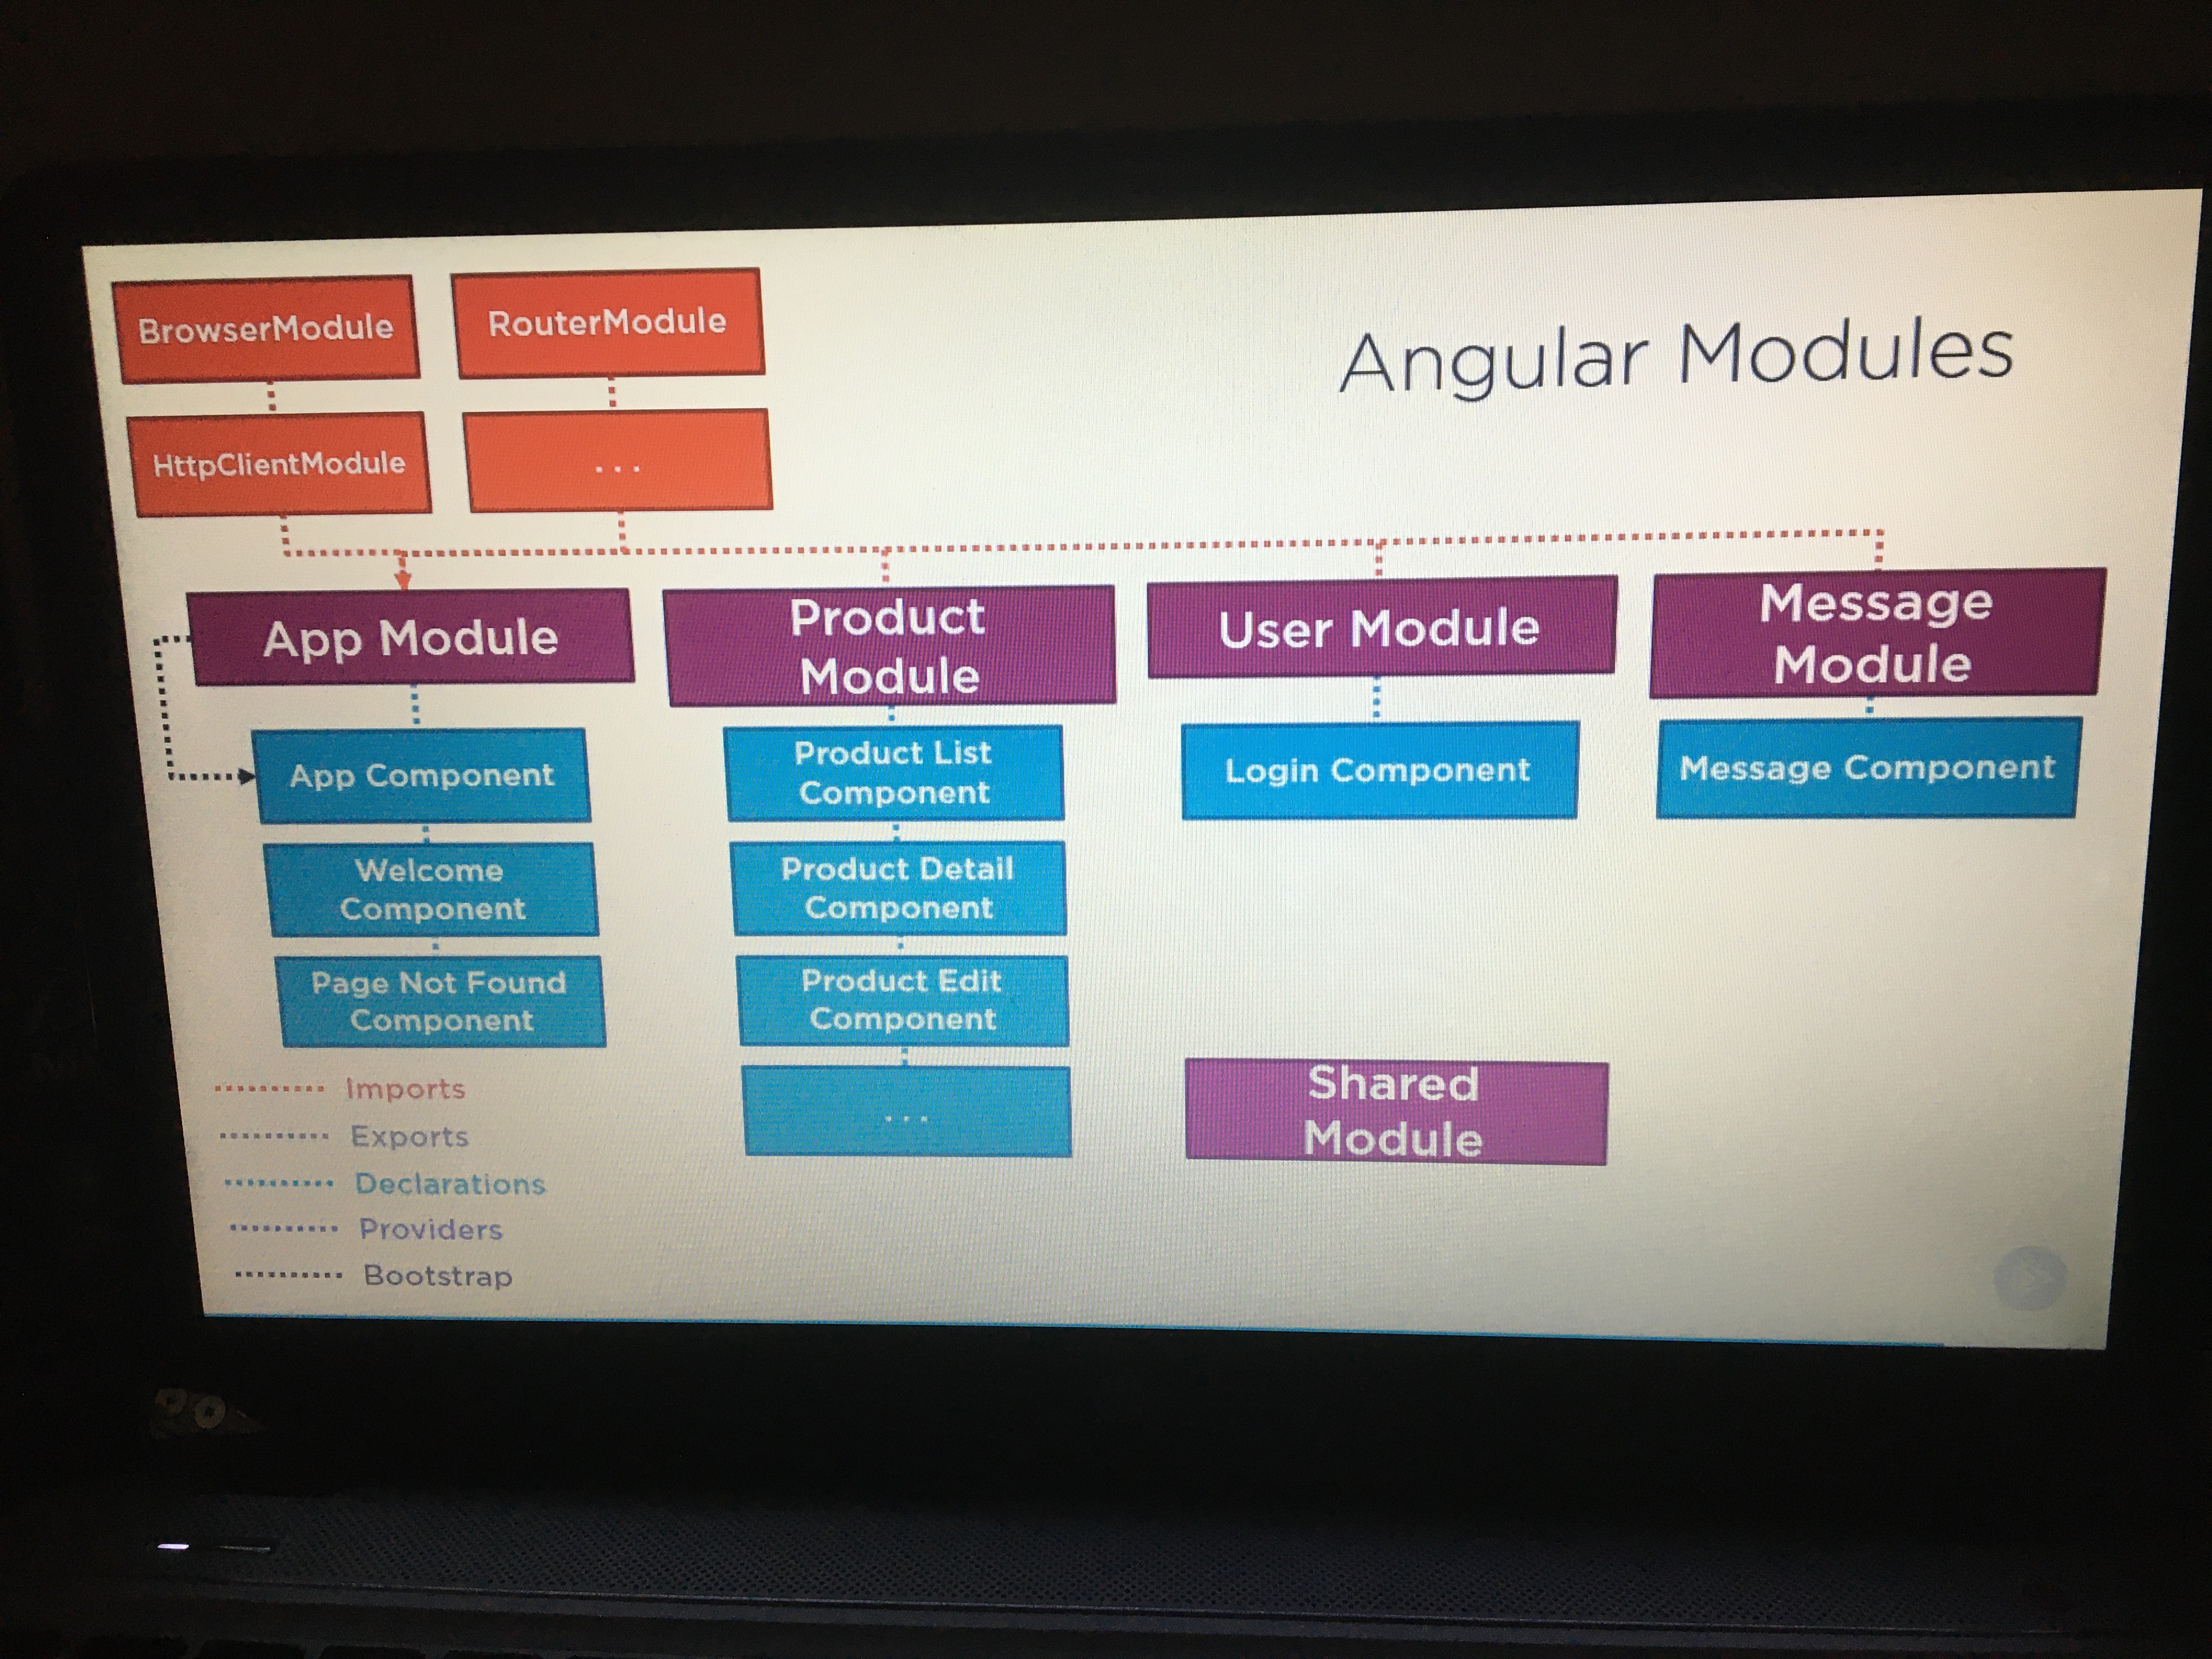 Angular Modules
BrowserModule
RouterModule
HttpClientModule
...
App Module
Product
Module
User Module
Message
Module
App Component
Product List
Component
Login Component
Message Component
Welcome
Component
Product Detail
Component
Page Not Found
Component
Product Edit
Component
...
Shared
Module
Imports
Exports
Declarations
Providers
Bootstrap